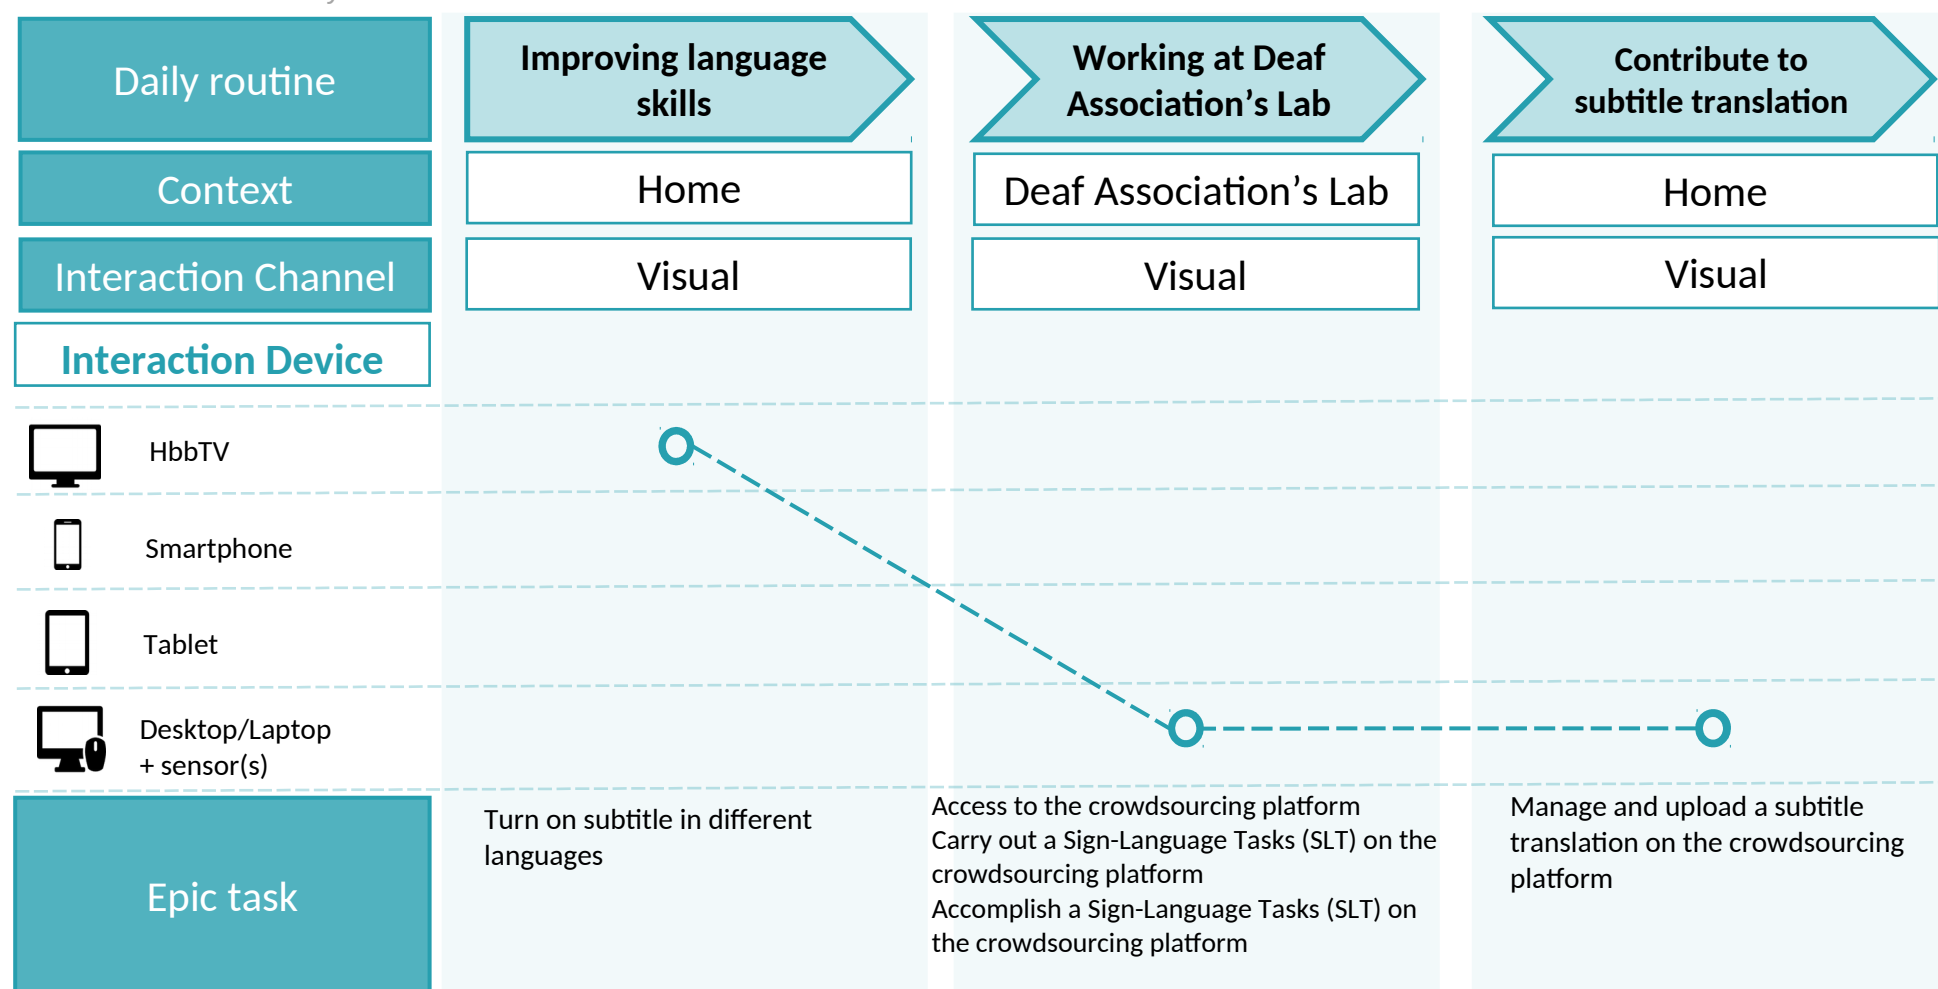 Daily routine
Improving language
skills
Working at Deaf
Association’s Lab
Contribute to
subtitle translation
Context
Home
Deaf Association’s Lab
Home
Interaction Channel
Visual
Visual
Visual
Interaction Device
HbbTV
Smartphone
Tablet
Desktop/Laptop
+ sensor(s)
Epic task
Turn on subtitle in different
languages
Access to the crowdsourcing platform
Carry out a Sign-Language Tasks (SLT) on the
crowdsourcing platform
Accomplish a Sign-Language Tasks (SLT) on
the crowdsourcing platform
Manage and upload a subtitle
translation on the crowdsourcing
platform